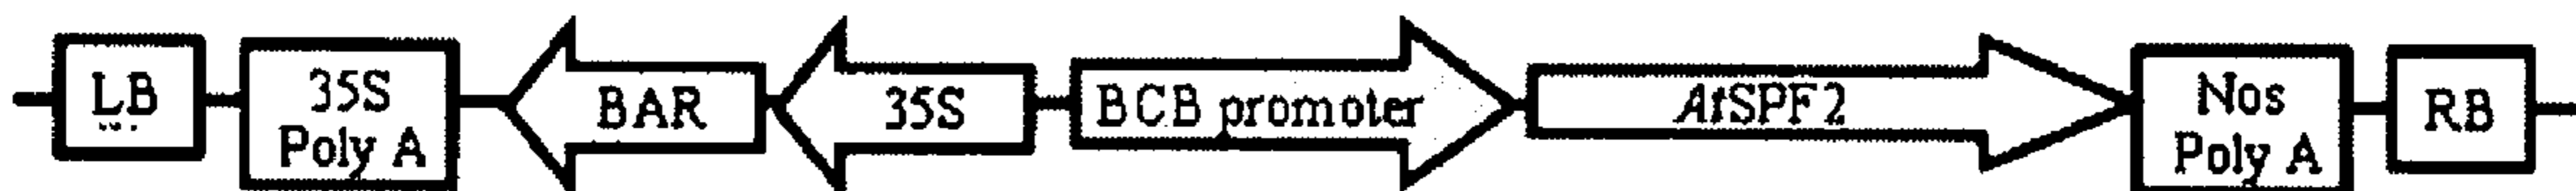 LB
35S
Poly A
BAR
35S
BCB promoter
AtSPF2
Nos
Poly A
RB